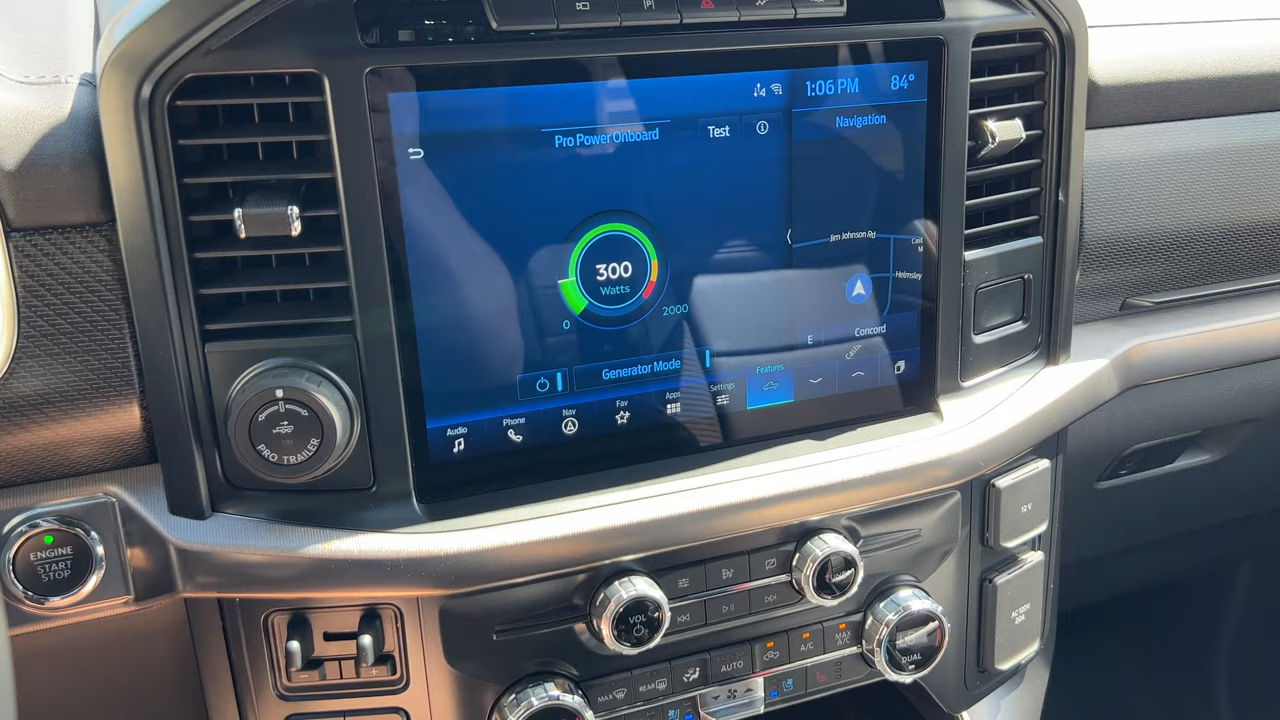 [P]
1:06 PM
84°
Navigation
Pro Power Onboard
Test
Jim Johnson Rd
Helmsley
300
Watts
0
2000
E
Concord
Generator Mode
Features
Settings
Apps
Fav
Nav
Phone
Audio
PRO TRAILER
ENGINE
START
STOP
12 V
AC 120V
20A
VOL
AUTO
A/C
MAX
A/C
DUAL
MAX
REAR